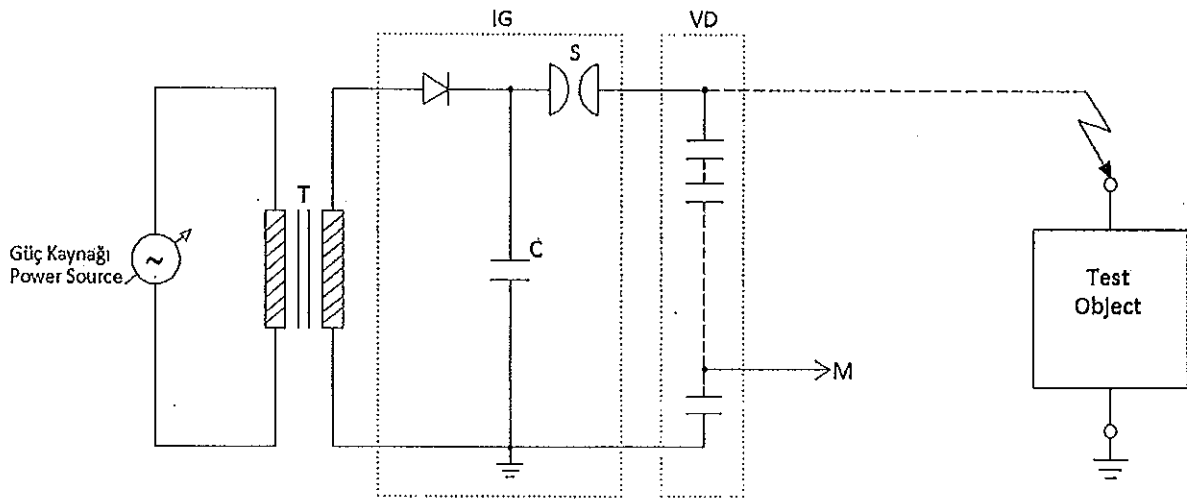 IG
VD
S
T
Güç Kaynağı
Power Source
~
C
M
Test
Object